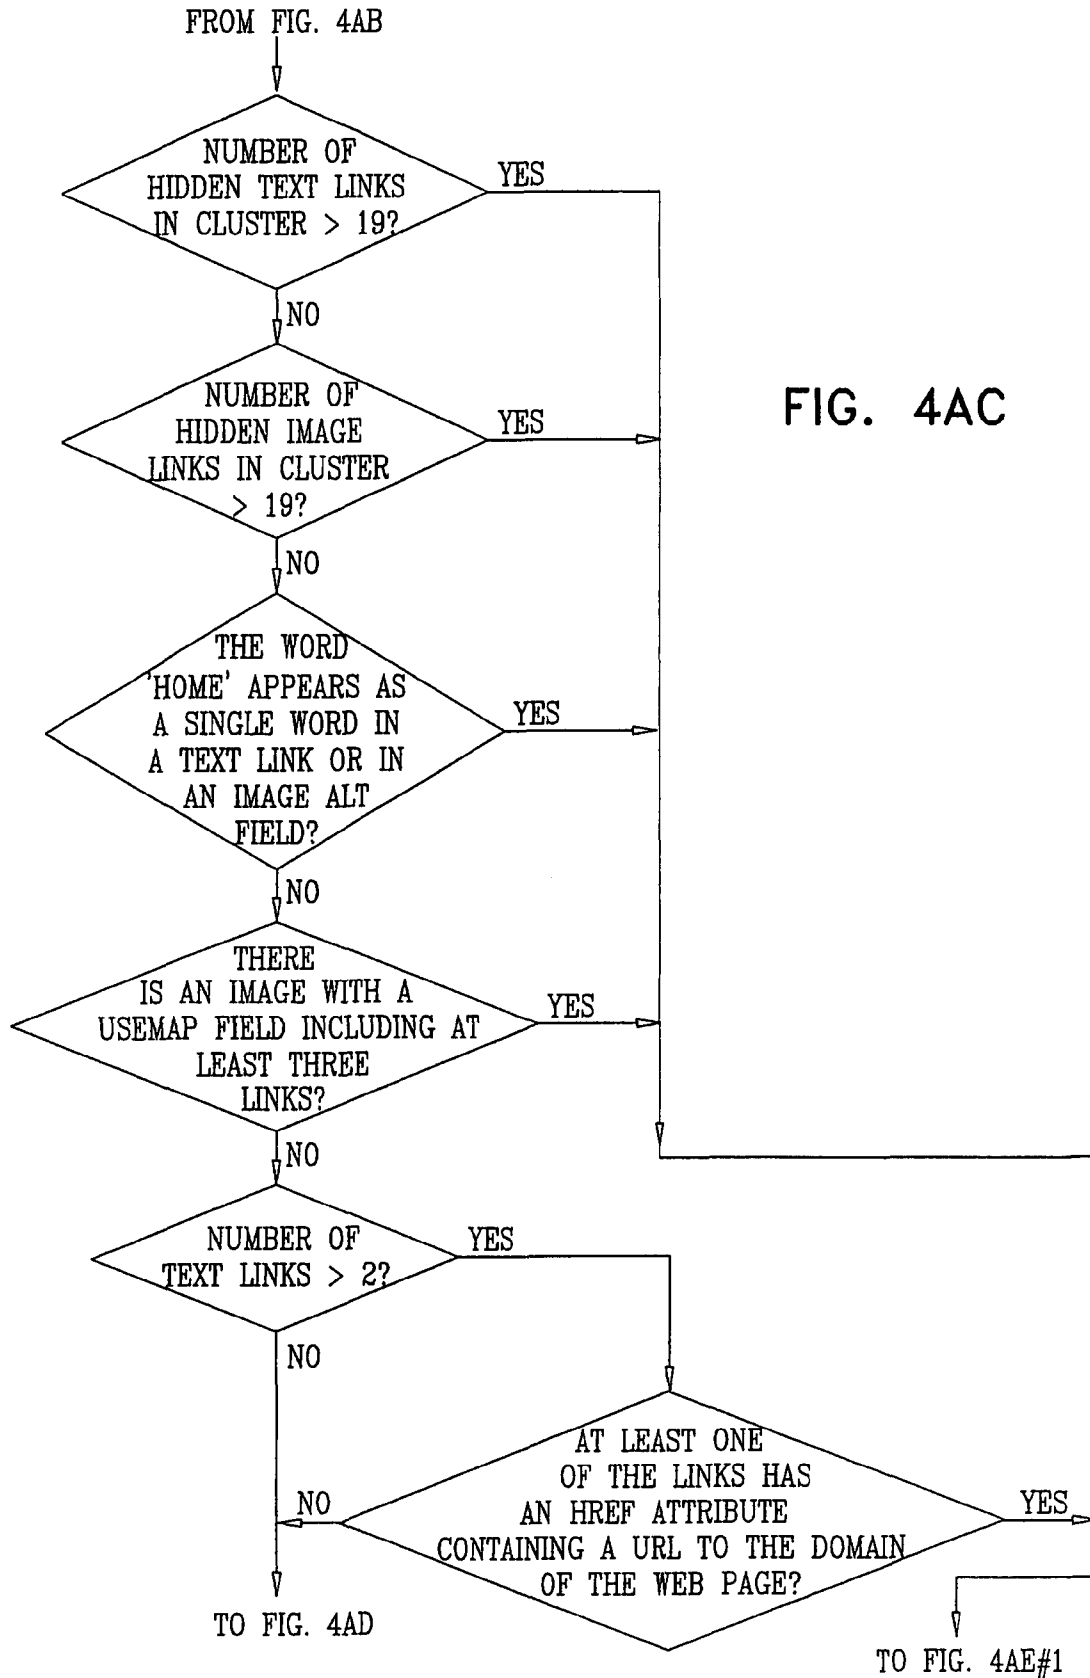 FROM FIG. 4AB
NUMBER OF
HIDDEN TEXT LINKS
IN CLUSTER > 19?
YES
NO
NUMBER OF
HIDDEN IMAGE
LINKS IN CLUSTER
> 19?
YES
FIG. 4AC
NO
THE WORD
'HOME' APPEARS AS
A SINGLE WORD IN
A TEXT LINK OR IN
AN IMAGE ALT
FIELD?
YES
NO
THERE
IS AN IMAGE WITH A
USEMAP FIELD INCLUDING AT
LEAST THREE
LINKS?
YES
NO
NUMBER OF
TEXT LINKS > 2?
YES
NO
AT LEAST ONE
OF THE LINKS HAS
AN HREF ATTRIBUTE
CONTAINING A URL TO THE DOMAIN
OF THE WEB PAGE?
NO
YES
TO FIG. 4AD
TO FIG. 4AE#1